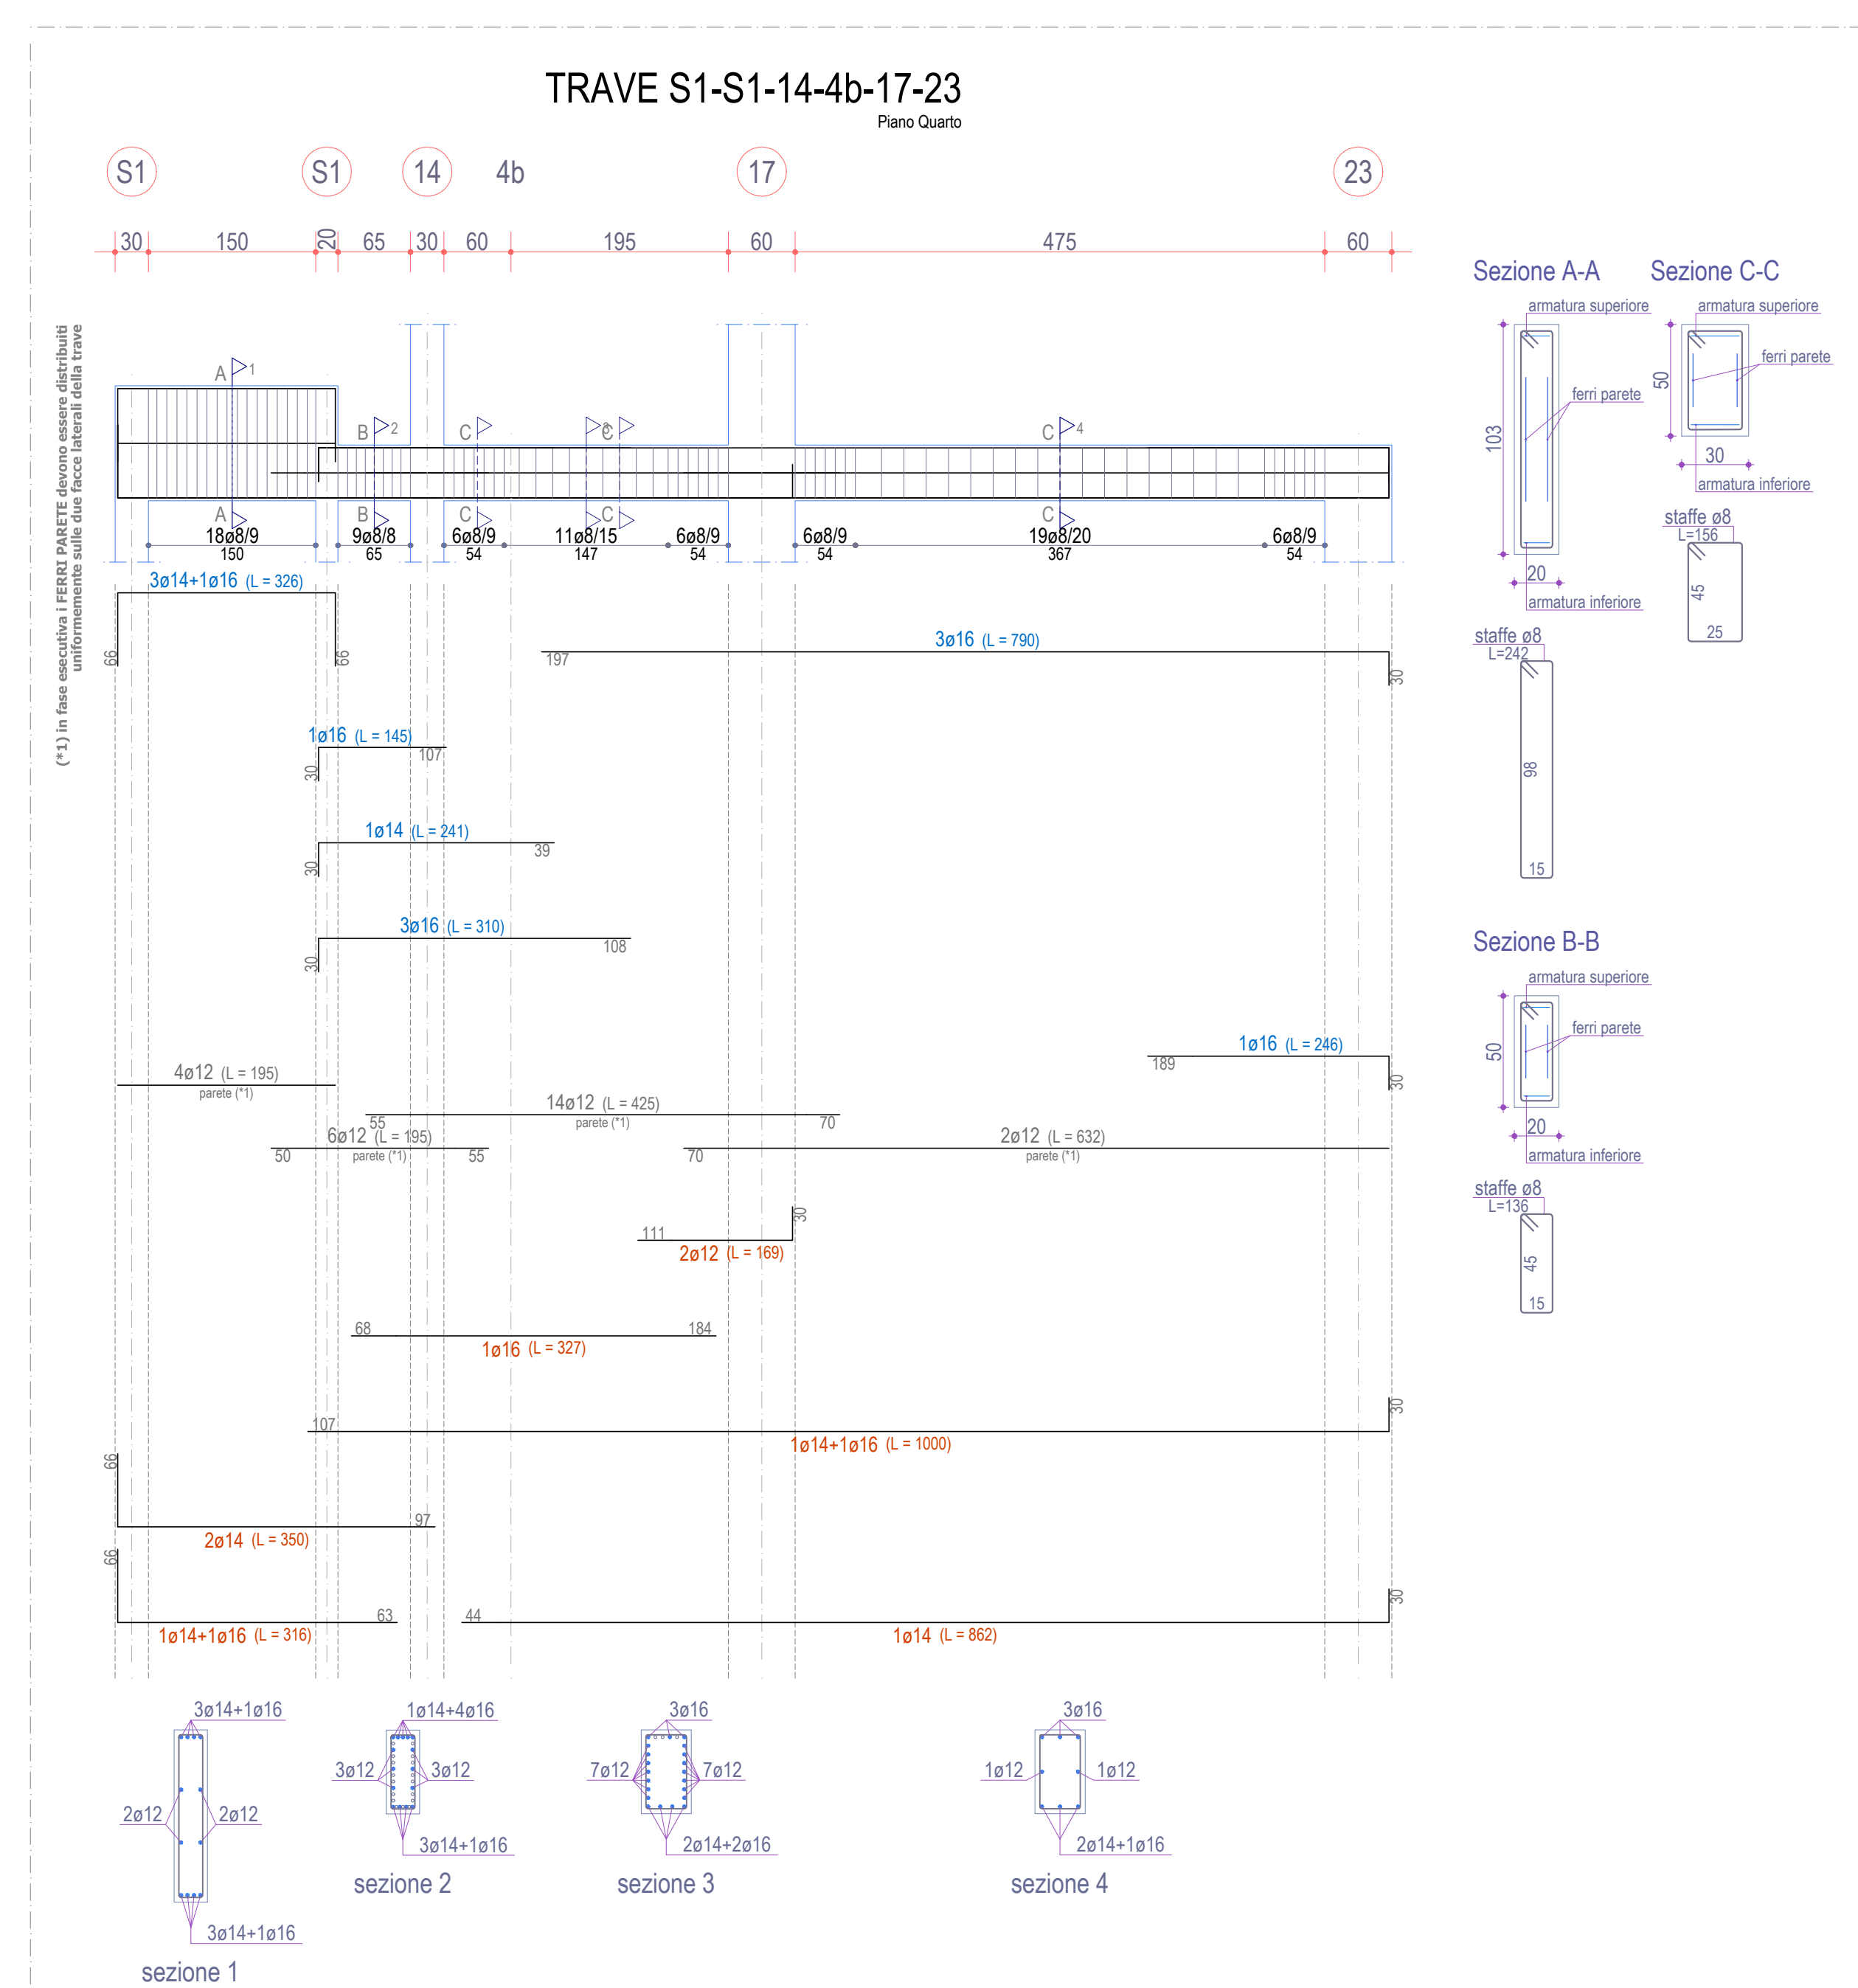 TRAVE S1-S1-14-4b-17-23
Piano Quarto
S1 S1 14 4b 17 23
30 150 20 65 30 60 195 60 475 60
(*1) in fase esecutiva i FERRI PARETE devono essere distribuiti
uniformemente sulle due facce laterali della trave
A 1
B 2 C 3 C C 4
A B C C C
18ø8/9 9ø8/8 6ø8/9 11ø8/15 6ø8/9 6ø8/9 19ø8/20 6ø8/9
150 65 54 147 54 54 367 54
3ø14+1ø16 (L = 326)
66 66
3ø16 (L = 790)
197 30
1ø16 (L = 145)
30 107
1ø14 (L = 241)
30 39
3ø16 (L = 310)
30 108
1ø16 (L = 246)
189 30
4ø12 (L = 195)
parete (*1)
14ø12 (L = 425)
55 parete (*1) 70
6ø12 (L = 195)
50 parete (*1) 55
2ø12 (L = 632)
70 parete (*1)
111 30
2ø12 (L = 169)
68 184
1ø16 (L = 327)
107 30
1ø14+1ø16 (L = 1000)
66 97
2ø14 (L = 350)
66 63
1ø14+1ø16 (L = 316)
44 30
1ø14 (L = 862)
Sezione A-A
armatura superiore
ferri parete
103
20
armatura inferiore
staffe ø8
L=242
98
15
Sezione C-C
armatura superiore
ferri parete
50
30
armatura inferiore
staffe ø8
L=156
45
25
Sezione B-B
armatura superiore
ferri parete
50
20
armatura inferiore
staffe ø8
L=136
45
15
3ø14+1ø16
2ø12 2ø12
3ø14+1ø16
sezione 1
1ø14+4ø16
3ø12 3ø12
3ø14+1ø16
sezione 2
3ø16
7ø12 7ø12
2ø14+2ø16
sezione 3
3ø16
1ø12 1ø12
2ø14+1ø16
sezione 4